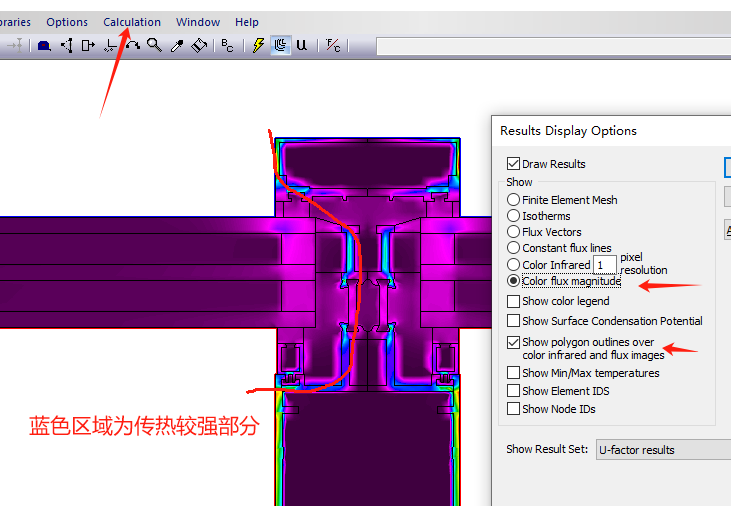 braries Options Calculation Window Help
B C
U
F/C
Results Display Options
Draw Results
Show
Finite Element Mesh
Isotherms
Flux Vectors
Constant flux lines
Color Infrared 1 pixel resolution
Color flux magnitude
Show color legend
Show Surface Condensation Potential
Show polygon outlines over
color infrared and flux images
Show Min/Max temperatures
Show Element IDS
Show Node IDs
Show Result Set: U-factor results
蓝色区域为传热较强部分